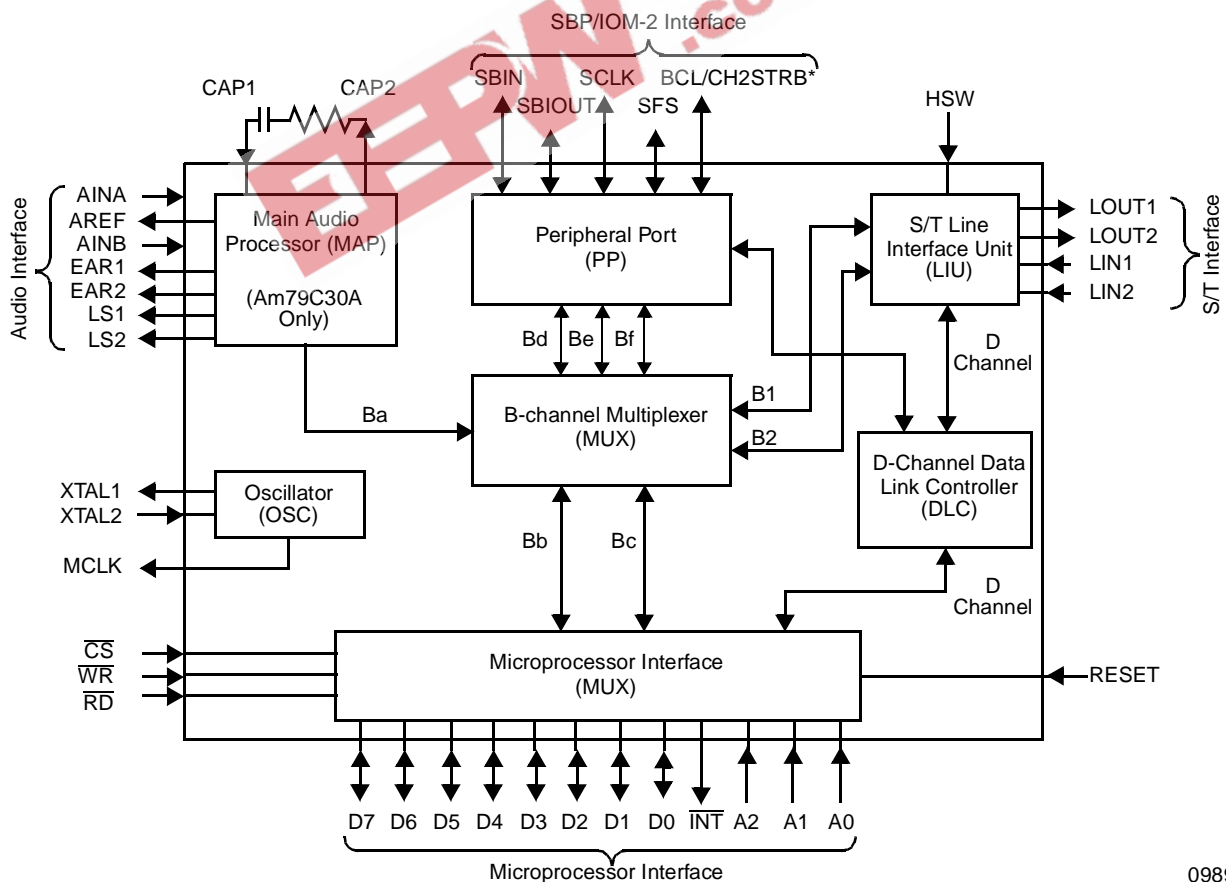 SBP/IOM-2 Interface
SBIN SCLK BCL/CH2STRB*
SBIOUT SFS
CAP1 CAP2
HSW
EEPW .co
Audio Interface
AINA
AREF
AINB
EAR1
EAR2
LS1
LS2
Main Audio
Processor (MAP)
(Am79C30A
Only)
Peripheral Port
(PP)
S/T Line
Interface Unit
(LIU)
LOUT1
LOUT2
LIN1
LIN2
S/T Interface
Bd Be Bf
D
Channel
Ba
B-channel Multiplexer
(MUX)
B1
B2
D-Channel Data
Link Controller
(DLC)
XTAL1
XTAL2
MCLK
Oscillator
(OSC)
Bb Bc
D
Channel
CS
WR
RD
Microprocessor Interface
(MUX)
RESET
D7 D6 D5 D4 D3 D2 D1 D0 INT A2 A1 A0
Microprocessor Interface